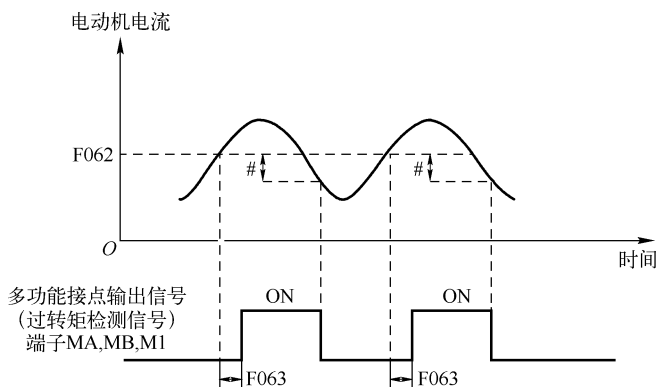 电动机电流
F062
#
#
O
时间
多功能接点输出信号
(过转矩检测信号)
端子MA,MB,M1
ON
ON
F063
F063